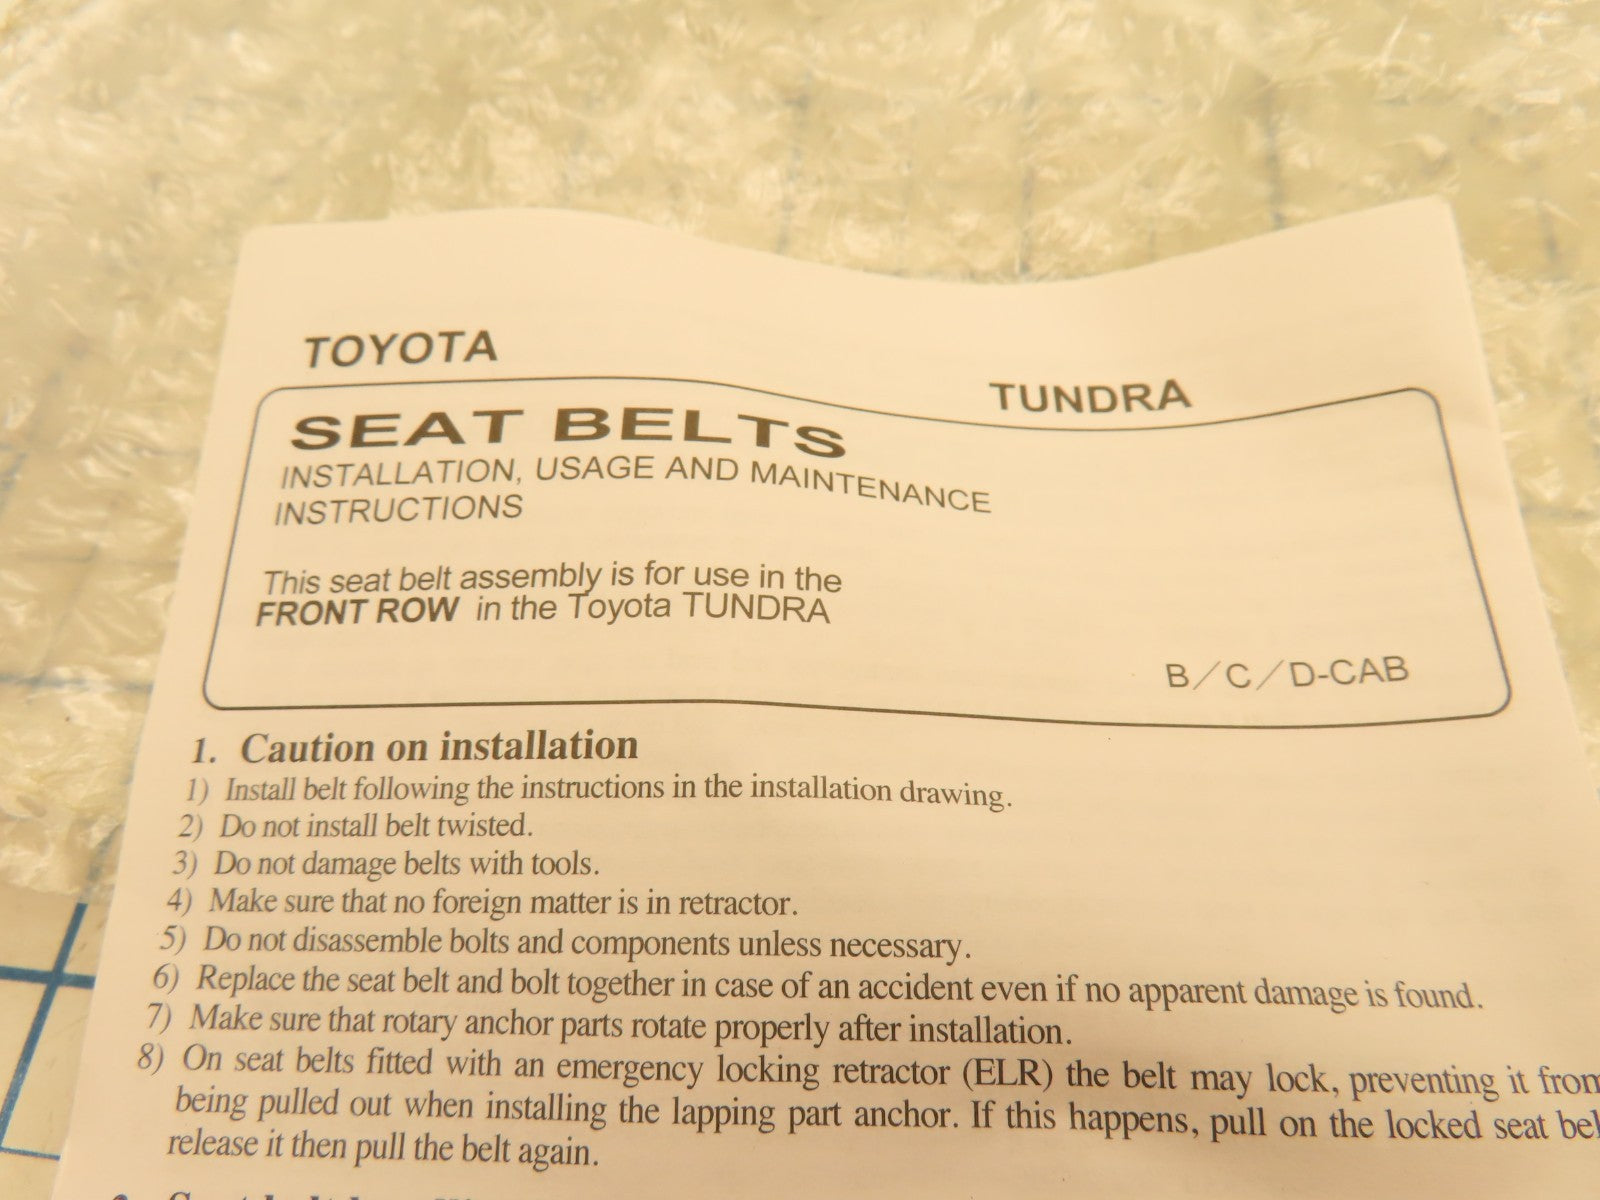 TOYOTA
TUNDRA
SEAT BELTS
INSTALLATION, USAGE AND MAINTENANCE
INSTRUCTIONS
This seat belt assembly is for use in the
FRONT ROW in the Toyota TUNDRA
B/C/D-CAB
1. Caution on installation
1) Install belt following the instructions in the installation drawing.
2) Do not install belt twisted.
3) Do not damage belts with tools.
4) Make sure that no foreign matter is in retractor.
5) Do not disassemble bolts and components unless necessary.
6) Replace the seat belt and bolt together in case of an accident even if no apparent damage is found.
7) Make sure that rotary anchor parts rotate properly after installation.
8) On seat belts fitted with an emergency locking retractor (ELR) the belt may lock, preventing it from
being pulled out when installing the lapping part anchor. If this happens, pull on the locked seat
release it then pull the belt again.